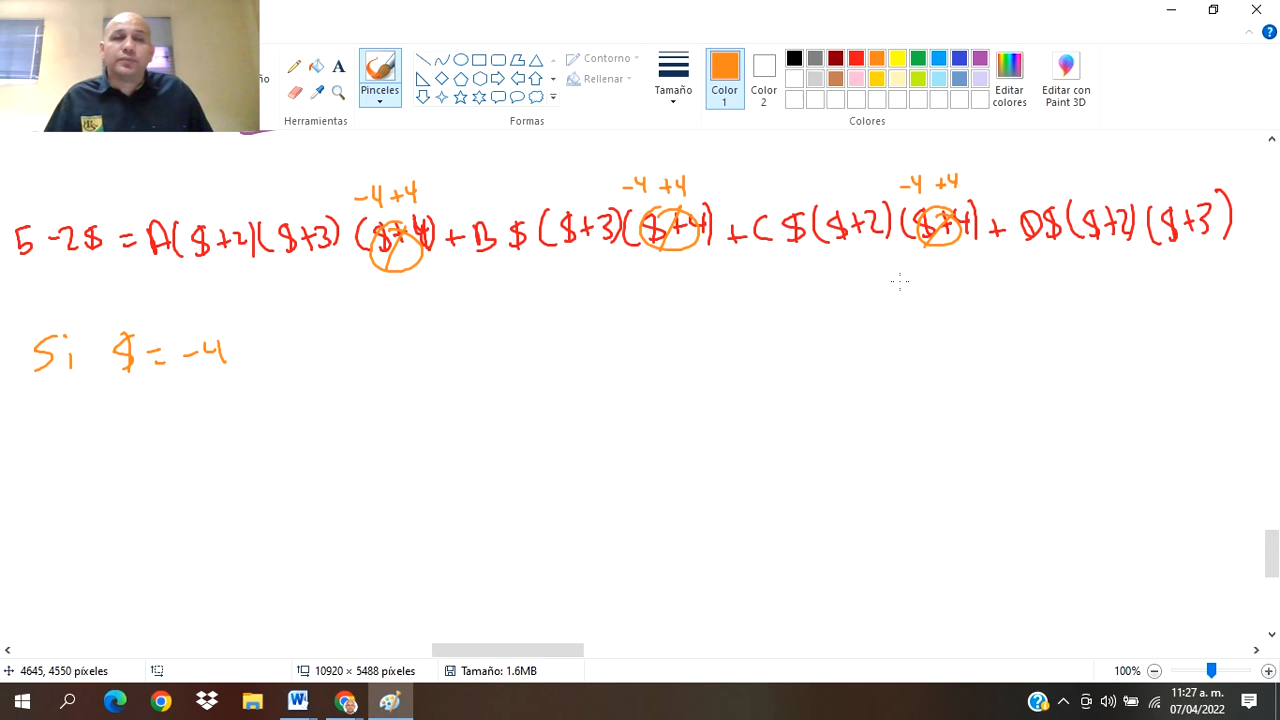 Contorno
Rellenar
Pinceles
Tamaño
Color 1
Color 2
Editar colores
Editar con Paint 3D
Herramientas
Formas
Colores
-4 +4 -4 +4 -4 +4
5 -2$ = A($+2)($+3)($+4) + B $($+3)($+4) + C $($+2)($+4) + D$($+2)($+3)
Si $ = -4
4645, 4550 píxeles
10920 × 5488 píxeles
Tamaño: 1.6MB
100%
11:27 a. m.
07/04/2022